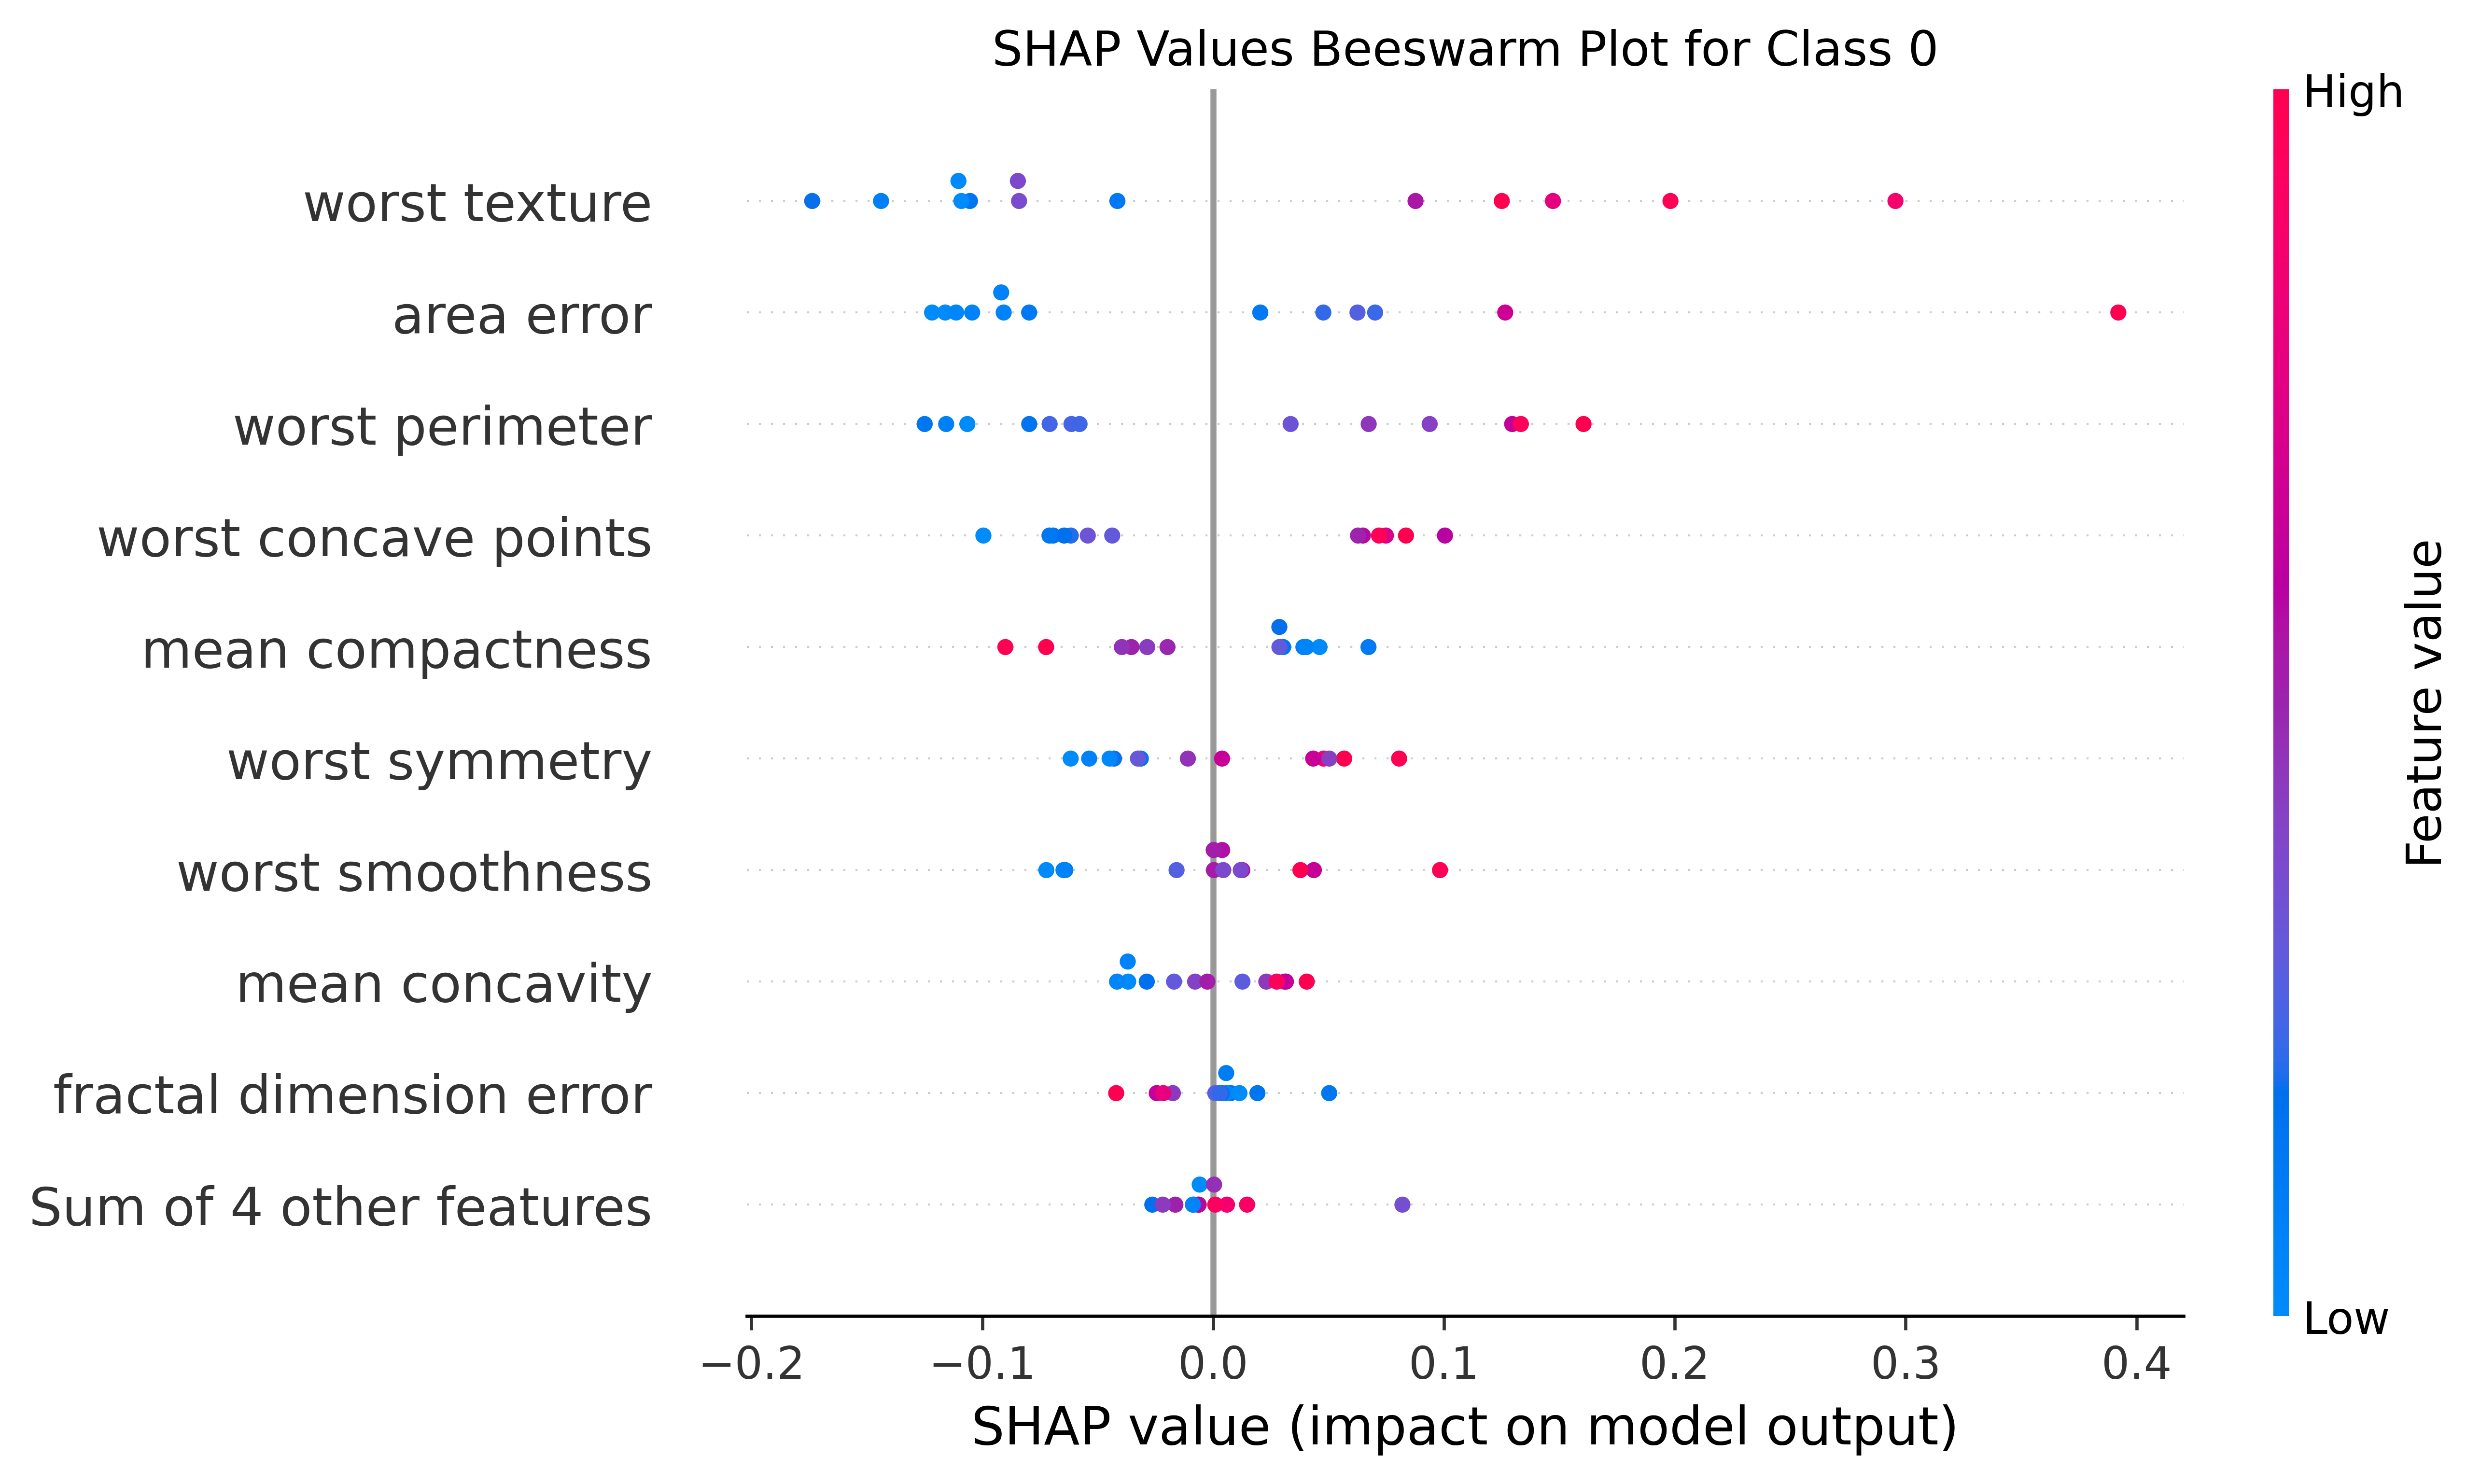 SHAP Values Beeswarm Plot for Class 0
High
worst texture
area error
worst perimeter
worst concave points
mean compactness
worst symmetry
worst smoothness
mean concavity
fractal dimension error
Sum of 4 other features
Feature value
Low
−0.2 −0.1 0.0 0.1 0.2 0.3 0.4
SHAP value (impact on model output)